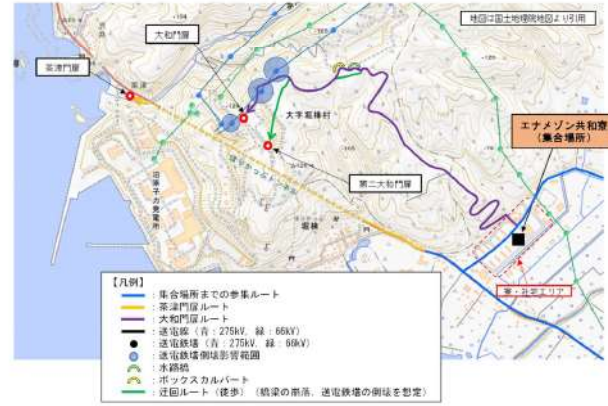 地図は国土地理院地図より引用
大和門扉
茶津門扉
茶津
大字堀株村
エナメゾン共和寮
(集合場所)
第二大和門扉
泊原子力発電所
堀株
寮・社宅エリア
【凡例】
:集合場所までの参集ルート
:茶津門扉ルート
:大和門扉ルート
:送電線(青:275kV、緑:66kV)
:送電鉄塔(青:275kV、緑:66kV)
:送電鉄塔倒壊影響範囲
:水路橋
:ボックスカルバート
:迂回ルート(徒歩)(橋梁の崩落、送電鉄塔の倒壊を想定)